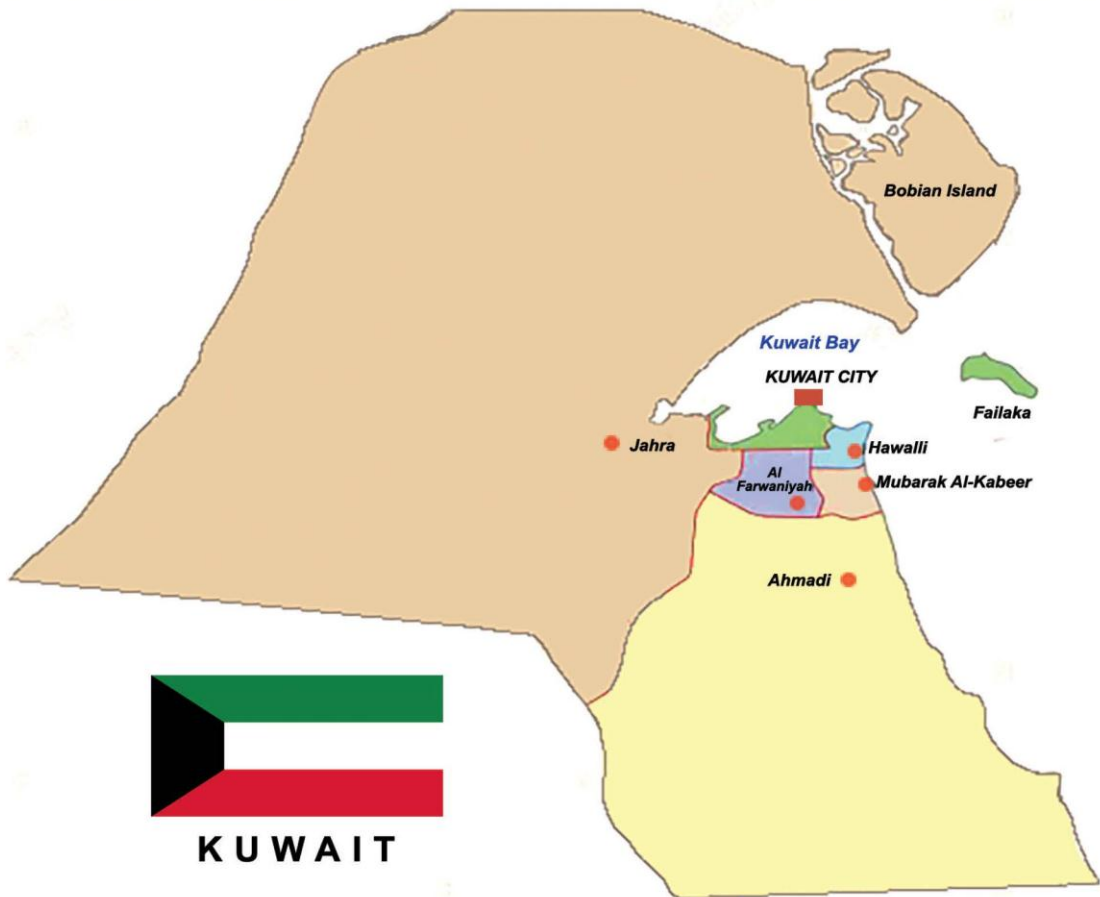 Bobian Island
Kuwait Bay
KUWAIT CITY
Failaka
Jahra
Hawalli
Al
Farwaniyah
Mubarak Al-Kabeer
Ahmadi
KUWAIT